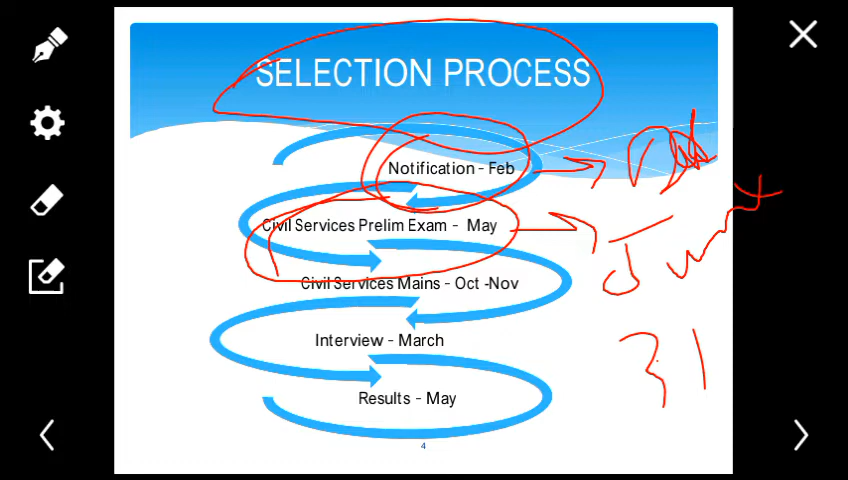 SELECTION PROCESS
Notification - Feb
Civil Services Prelim Exam - May
Civil Services Mains - Oct -Nov
Interview - March
Results - May
31
4